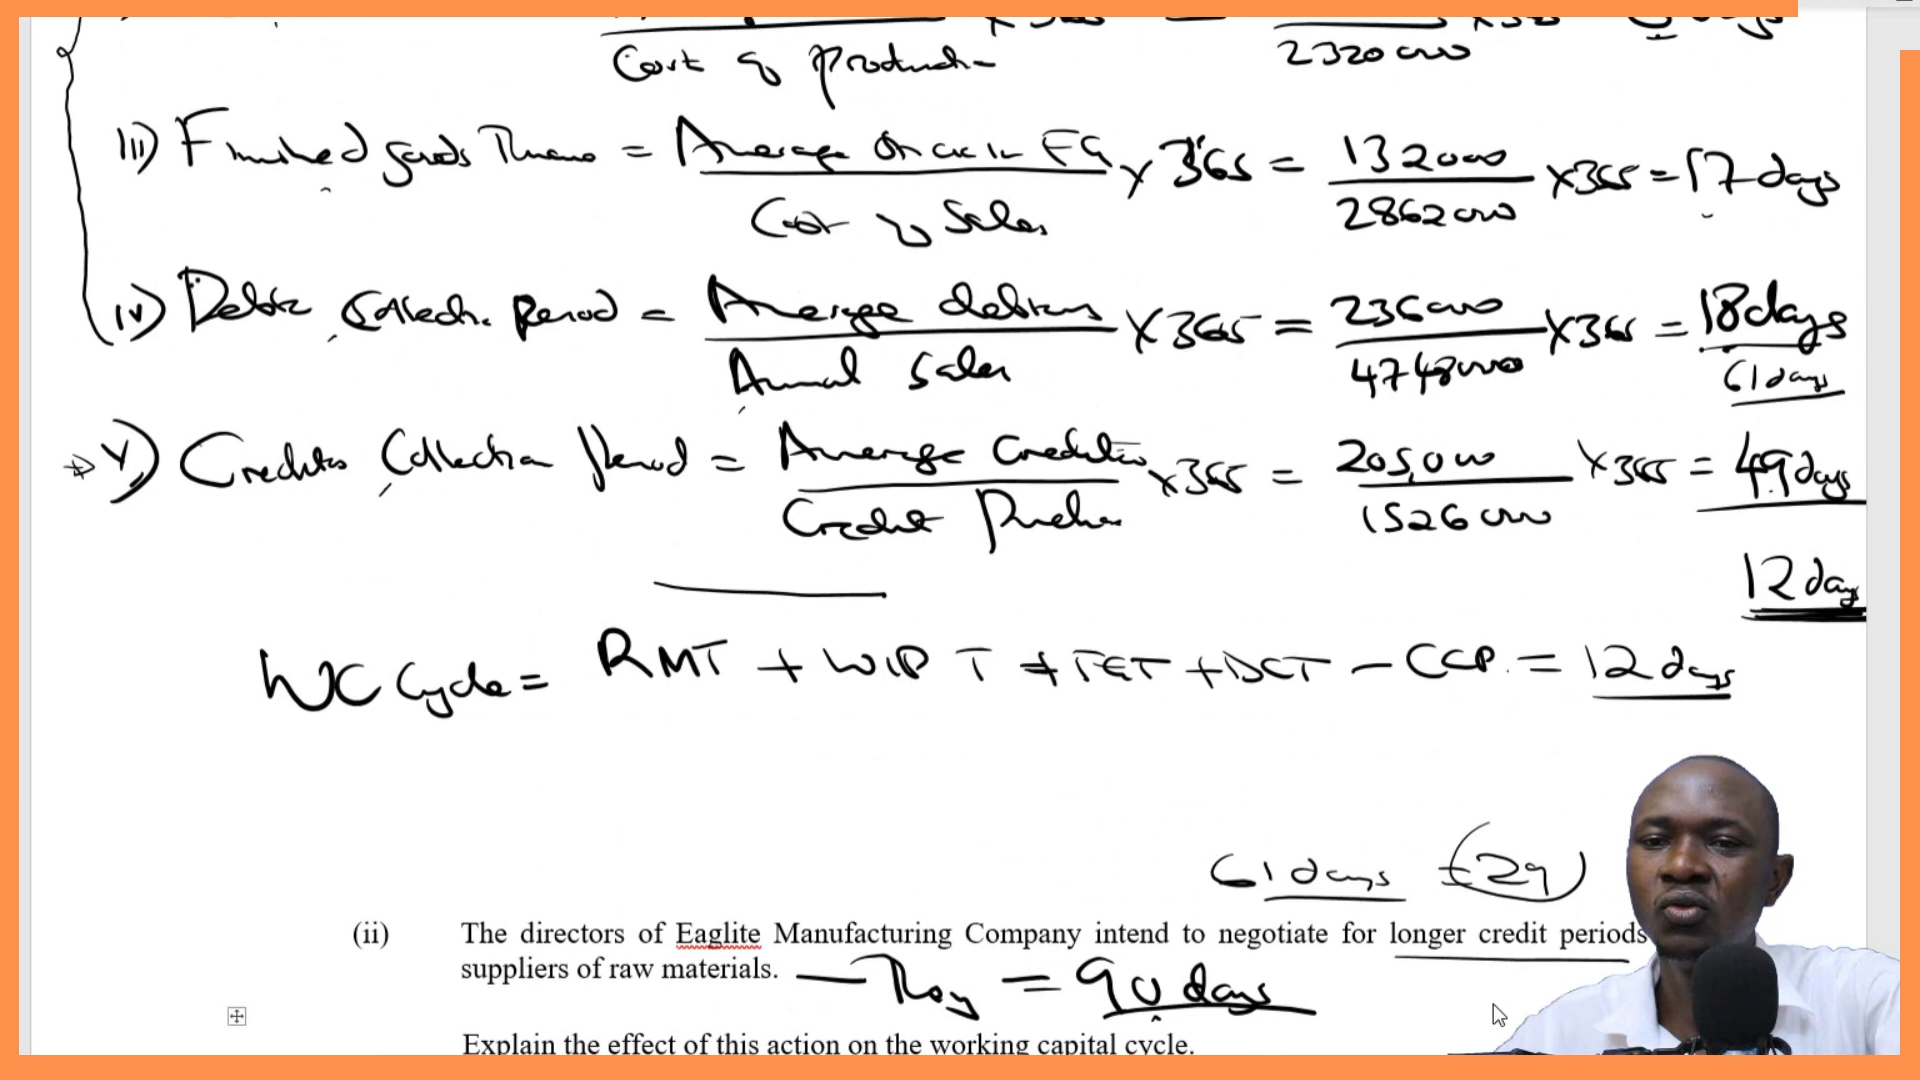 Cost of production 2320000
III) Finished goods Turno = Average Stock in FG / Cost of Sales × 365 = 132000 / 2862000 × 365 = 17 days
IV) Debtor Collectn. Period = Average debtors / Annual Sales × 365 = 236000 / 4748000 × 365 = 18 days
61 days
V) Creditors Collection Period = Average Creditors / Credit Purchases × 365 = 205,000 / 1526000 × 365 = 49 days
12 days
WC Cycle = RMT + WIP T + FGT + DCT - CCP. = 12 days
61 days (-29)
(ii) The directors of Eaglite Manufacturing Company intend to negotiate for longer credit periods
suppliers of raw materials. = 90 days
Explain the effect of this action on the working capital cycle.